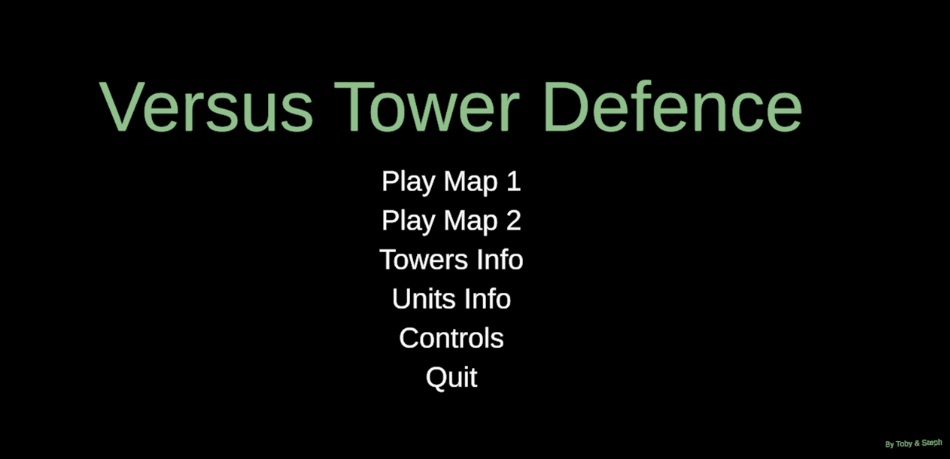 Versus Tower Defence
Play Map 1
Play Map 2
Towers Info
Units Info
Controls
Quit
By Toby & Steph